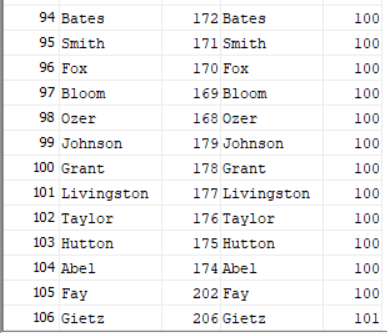 94 Bates 172 Bates 100
95 Smith 171 Smith 100
96 Fox 170 Fox 100
97 Bloom 169 Bloom 100
98 Ozer 168 Ozer 100
99 Johnson 179 Johnson 100
100 Grant 178 Grant 100
101 Livingston 177 Livingston 100
102 Taylor 176 Taylor 100
103 Hutton 175 Hutton 100
104 Abel 174 Abel 100
105 Fay 202 Fay 100
106 Gietz 206 Gietz 101